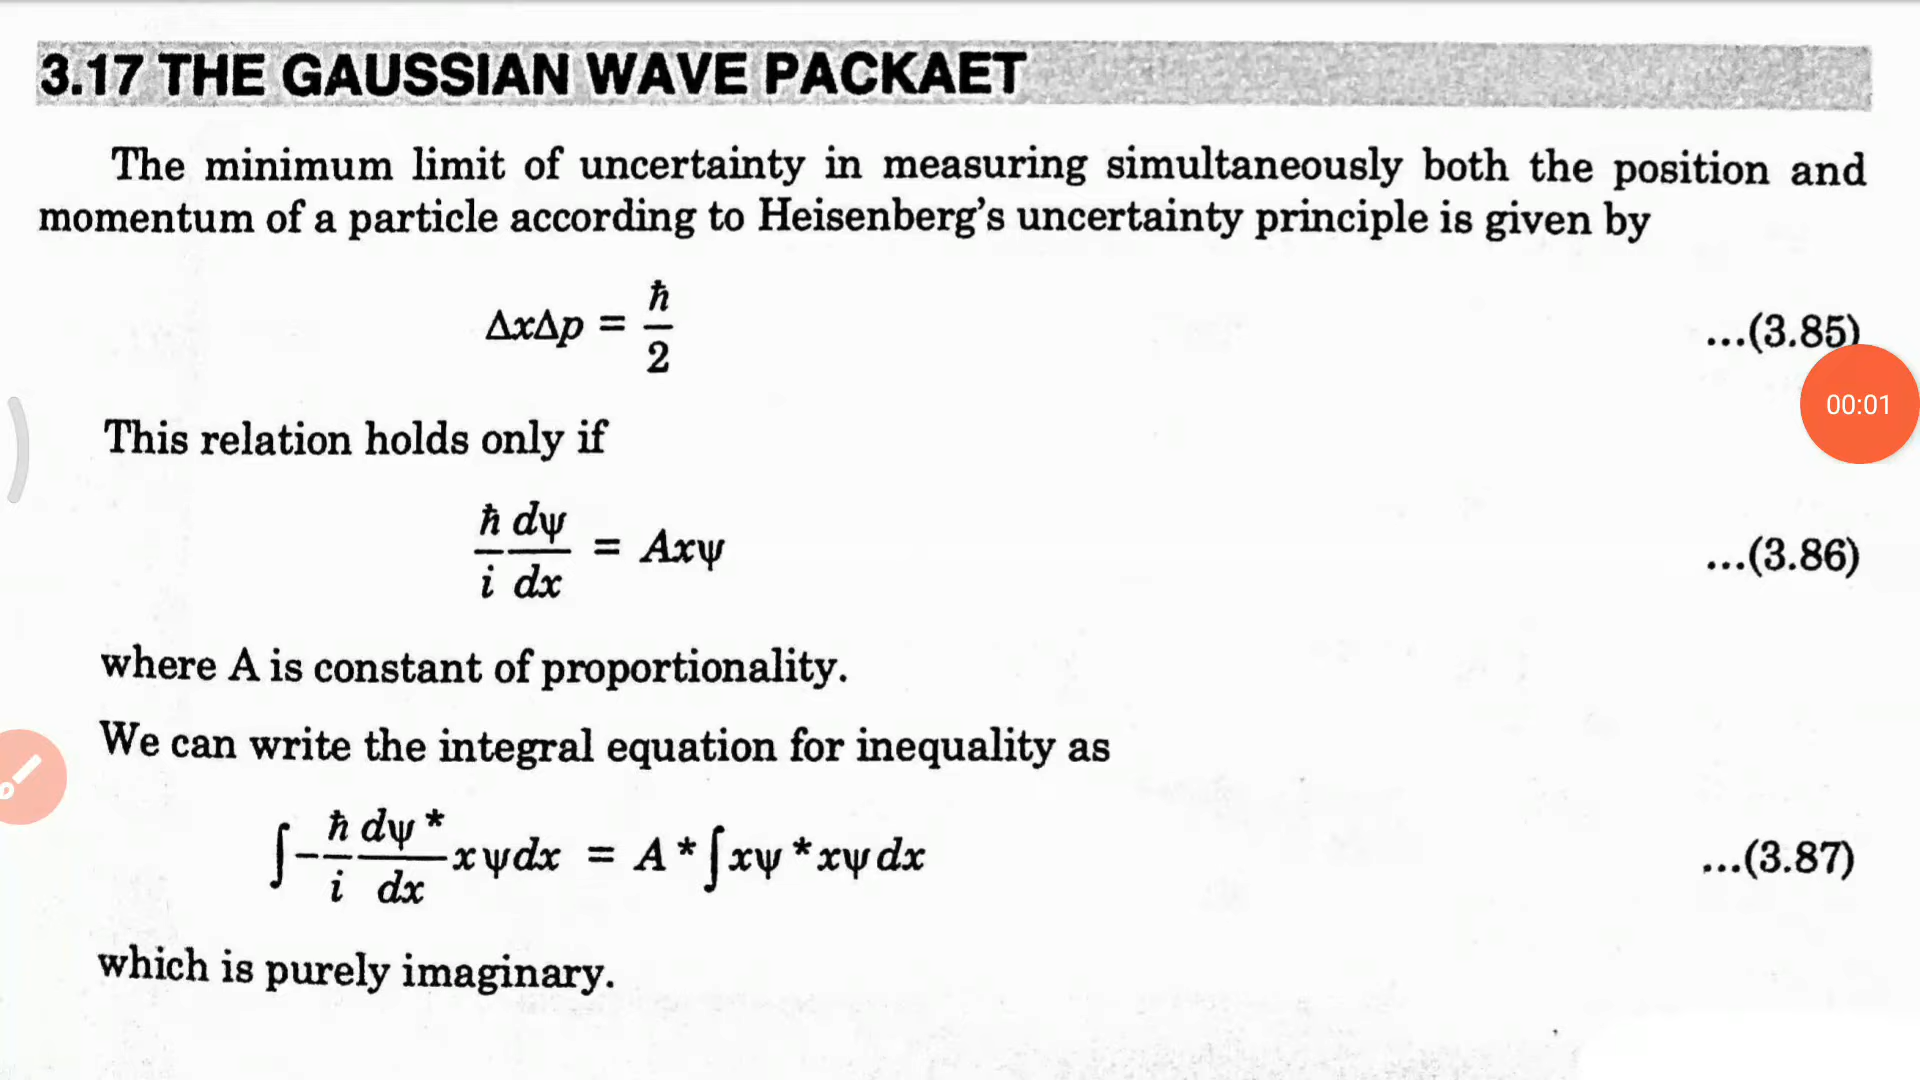 3.17 THE GAUSSIAN WAVE PACKAET
The minimum limit of uncertainty in measuring simultaneously both the position and
momentum of a particle according to Heisenberg's uncertainty principle is given by
ΔxΔp = ħ/2 ...(3.85)
00:01
This relation holds only if
ħ/i dψ/dx = Axψ ...(3.86)
where A is constant of proportionality.
We can write the integral equation for inequality as
∫−ħ/i dψ*/dx xψdx = A*∫xψ*xψdx ...(3.87)
which is purely imaginary.